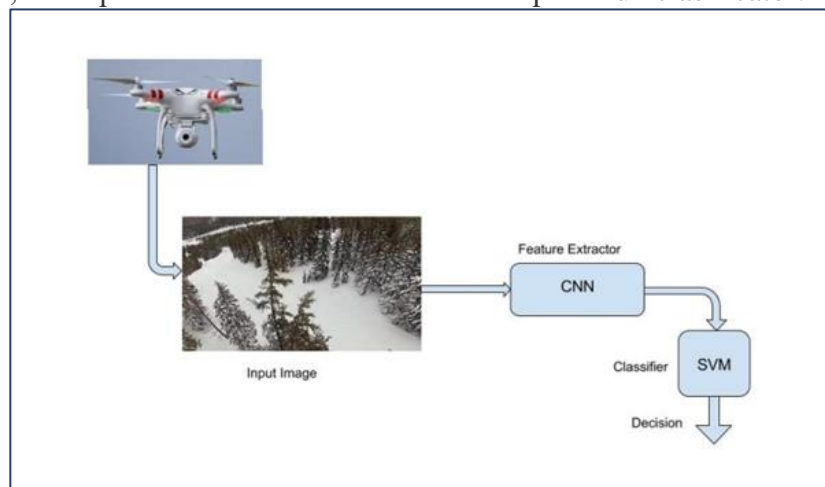 Feature Extractor
CNN
Input Image
Classifier
SVM
Decision